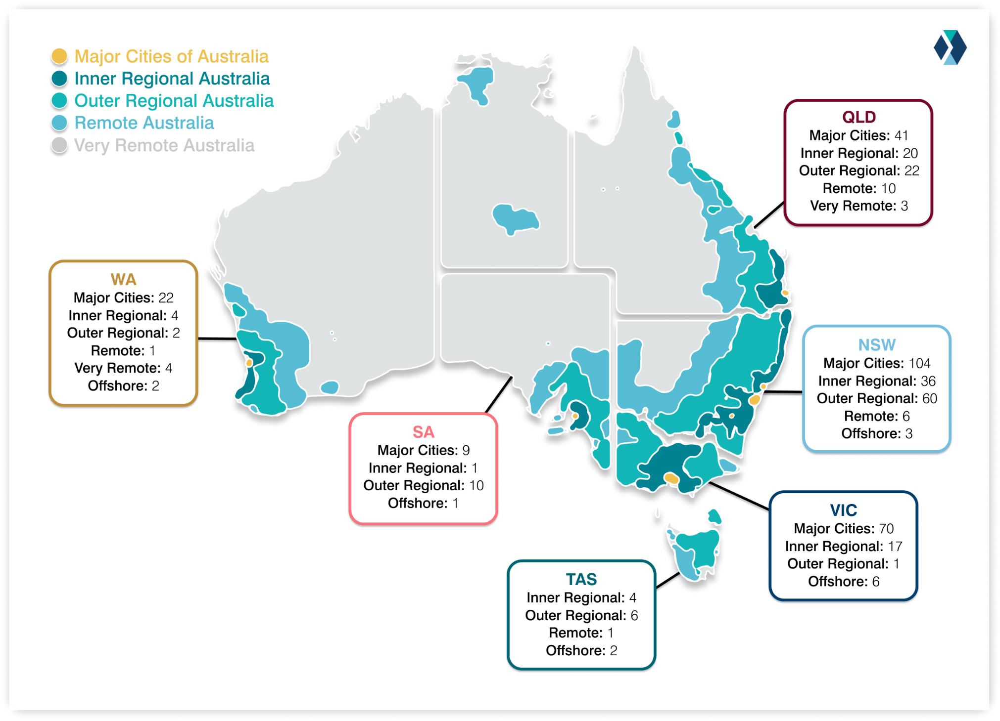 Major Cities of Australia
Inner Regional Australia
Outer Regional Australia
Remote Australia
Very Remote Australia
QLD
Major Cities: 41
Inner Regional: 20
Outer Regional: 22
Remote: 10
Very Remote: 3
WA
Major Cities: 22
Inner Regional: 4
Outer Regional: 2
Remote: 1
Very Remote: 4
Offshore: 2
NSW
Major Cities: 104
Inner Regional: 36
Outer Regional: 60
Remote: 6
Offshore: 3
SA
Major Cities: 9
Inner Regional: 1
Outer Regional: 10
Offshore: 1
VIC
Major Cities: 70
Inner Regional: 17
Outer Regional: 1
Offshore: 6
TAS
Inner Regional: 4
Outer Regional: 6
Remote: 1
Offshore: 2